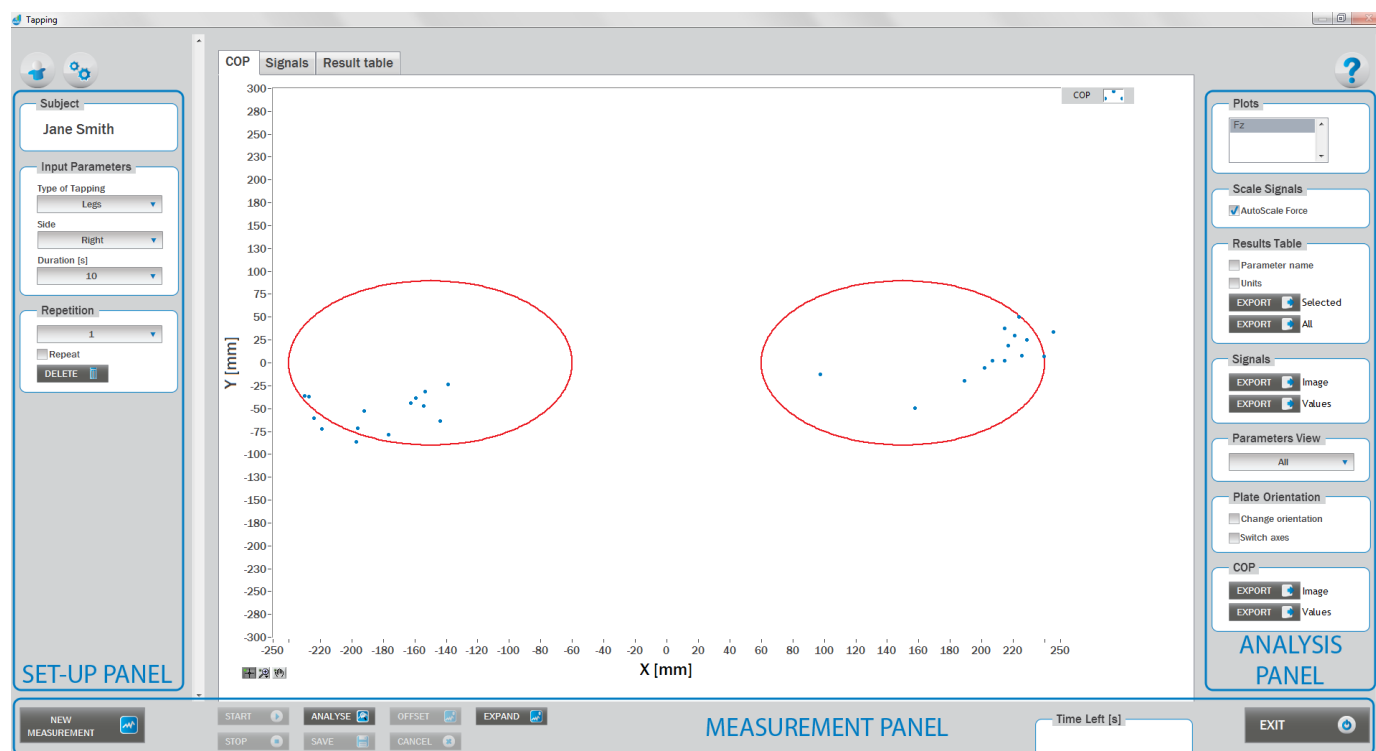 Tapping
COP Signals Result table
Subject
Jane Smith
Input Parameters
Type of Tapping
Legs
Side
Right
Duration [s]
10
Repetition
1
Repeat
DELETE
SET-UP PANEL
COP
300
280
250
230
200
180
150
130
100
75
50
25
0
-25
-50
-75
-100
-130
-150
-180
-200
-230
-250
-280
-300
Y [mm]
-250 -220 -200 -180 -160 -140 -120 -100 -80 -60 -40 -20 0 20 40 60 80 100 120 140 160 180 200 220 250
X [mm]
?
Plots
Fz
Scale Signals
AutoScale Force
Results Table
Parameter name
Units
EXPORT Selected
EXPORT All
Signals
EXPORT Image
EXPORT Values
Parameters View
All
Plate Orientation
Change orientation
Switch axes
COP
EXPORT Image
EXPORT Values
ANALYSIS
PANEL
NEW
MEASUREMENT
START ANALYSE OFFSET EXPAND
STOP SAVE CANCEL
MEASUREMENT PANEL
Time Left [s]
EXIT